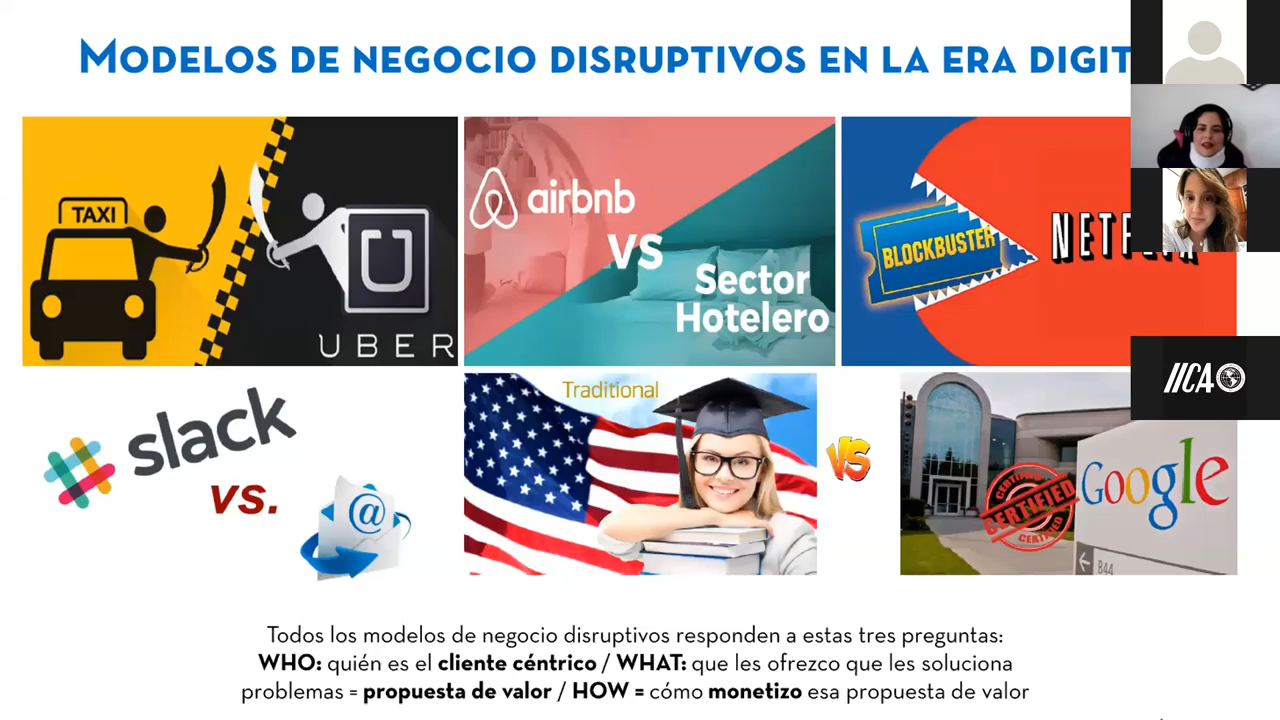 MODELOS DE NEGOCIO DISRUPTIVOS EN LA ERA DIGIT
TAXI
U
UBER
airbnb
VS
Sector
Hotelero
BLOCKBUSTER
slack
vs.
@
Traditional
VS
CERTIFIED
CERTIFIED
Google
B44
IICA
Todos los modelos de negocio disruptivos responden a estas tres preguntas:
WHO: quién es el cliente céntrico / WHAT: que les ofrezco que les soluciona
problemas = propuesta de valor / HOW = cómo monetizo esa propuesta de valor